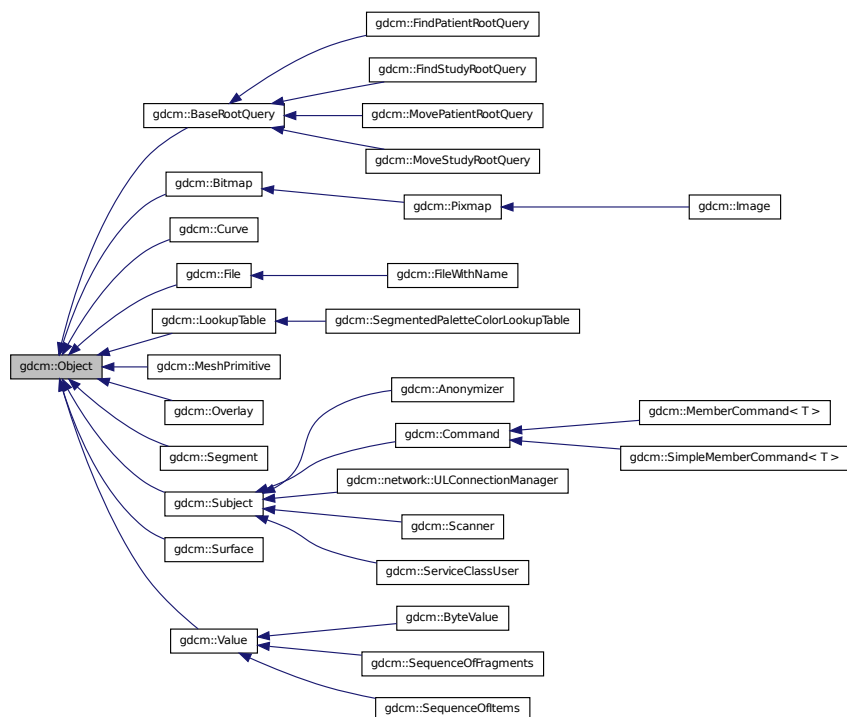 gdcm::FindPatientRootQuery
gdcm::FindStudyRootQuery
gdcm::BaseRootQuery
gdcm::MovePatientRootQuery
gdcm::MoveStudyRootQuery
gdcm::Bitmap
gdcm::Pixmap
gdcm::Image
gdcm::Curve
gdcm::File
gdcm::FileWithName
gdcm::LookupTable
gdcm::SegmentedPaletteColorLookupTable
gdcm::Object
gdcm::MeshPrimitive
gdcm::Anonymizer
gdcm::Overlay
gdcm::MemberCommand< T >
gdcm::Command
gdcm::Segment
gdcm::SimpleMemberCommand< T >
gdcm::network::ULConnectionManager
gdcm::Subject
gdcm::Scanner
gdcm::Surface
gdcm::ServiceClassUser
gdcm::ByteValue
gdcm::Value
gdcm::SequenceOfFragments
gdcm::SequenceOfItems